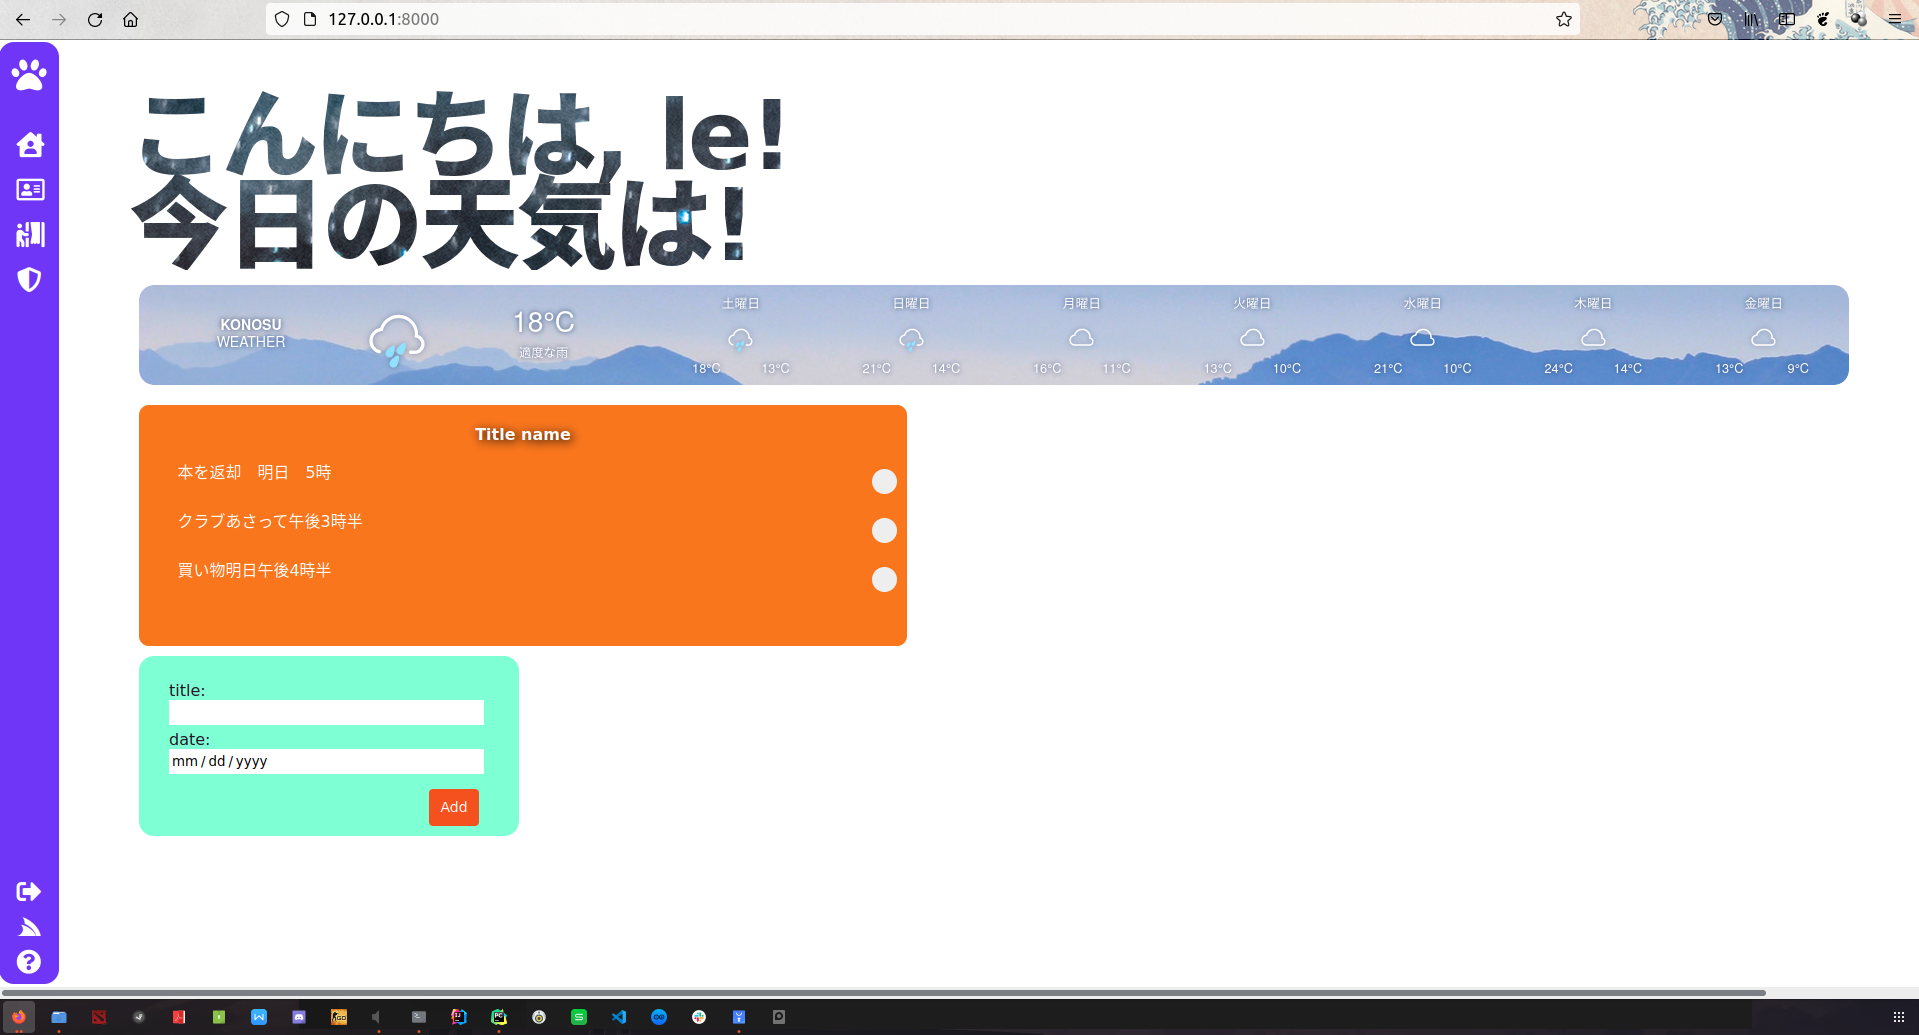 127.0.0.1:8000
こんにちは, le!
今日の天気は!
KONOSU
WEATHER
18°C
適度な雨
土曜日
18°C 13°C
日曜日
21°C 14°C
月曜日
16°C 11°C
火曜日
13°C 10°C
水曜日
21°C 10°C
木曜日
24°C 14°C
金曜日
13°C 9°C
Title name
本を返却　明日　5時
クラブあさって午後3時半
買い物明日午後4時半
title:
date:
mm / dd / yyyy
Add